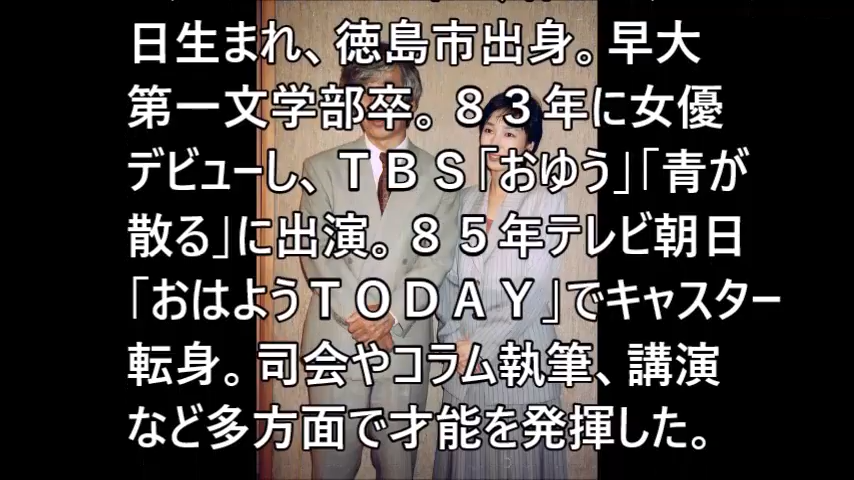 日生まれ、徳島市出身。早大
第一文学部卒。８３年に女優
デビューし、ＴＢＳ「おゆう」「青が
散る」に出演。８５年テレビ朝日
「おはようＴＯＤＡＹ」でキャスター
転身。司会やコラム執筆、講演
など多方面で才能を発揮した。